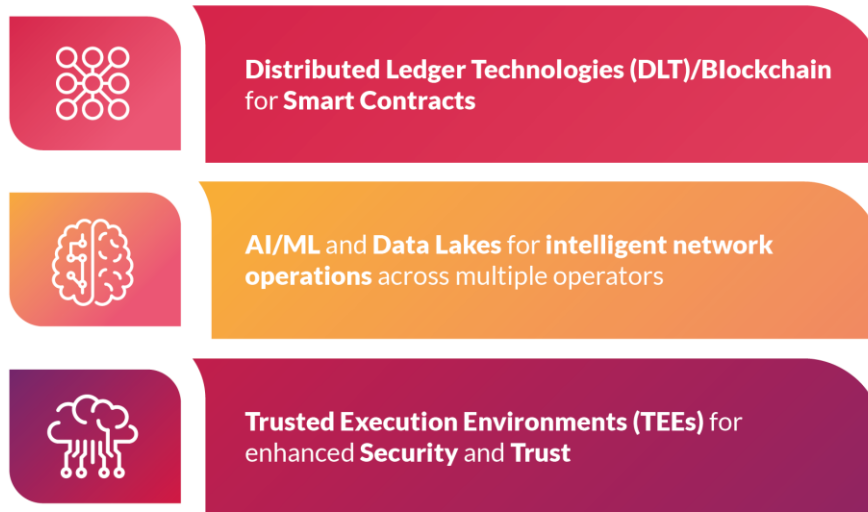 Distributed Ledger Technologies (DLT)/Blockchain
for Smart Contracts
AI/ML and Data Lakes for intelligent network
operations across multiple operators
Trusted Execution Environments (TEEs) for
enhanced Security and Trust